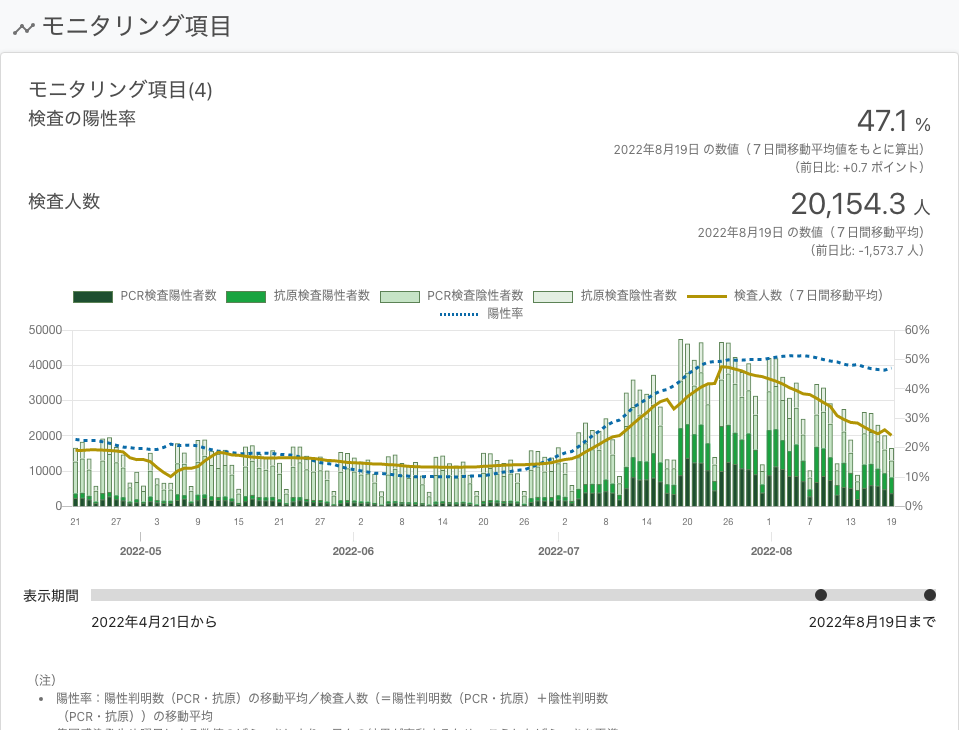 モニタリング項目
モニタリング項目(4)
検査の陽性率
47.1 %
2022年8月19日 の数値（７日間移動平均値をもとに算出）
（前日比: +0.7 ポイント）
検査人数
20,154.3 人
2022年8月19日 の数値（７日間移動平均）
（前日比: -1,573.7 人）
PCR検査陽性者数 抗原検査陽性者数 PCR検査陰性者数 抗原検査陰性者数 検査人数（７日間移動平均）
陽性率
50000 60%
40000 50%
30000 40%
20000 30%
10000 20%
0 10%
0%
21 27 3 9 15 21 27 2 8 14 20 26 2 8 14 20 26 1 7 13 19
2022-05 2022-06 2022-07 2022-08
表示期間
2022年4月21日から 2022年8月19日まで
（注）
• 陽性率：陽性判明数（PCR・抗原）の移動平均／検査人数（＝陽性判明数（PCR・抗原）＋陰性判明数
（PCR・抗原））の移動平均